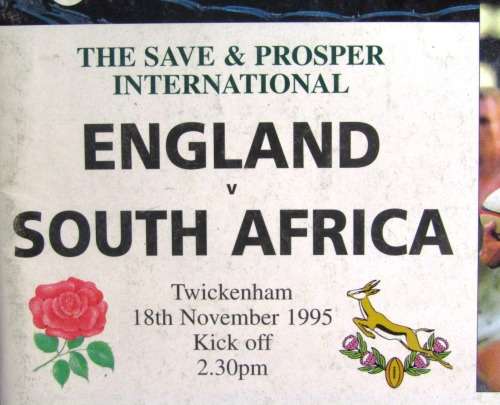 THE SAVE & PROSPER
INTERNATIONAL
ENGLAND
v
SOUTH AFRICA
Twickenham
18th November 1995
Kick off
2.30pm